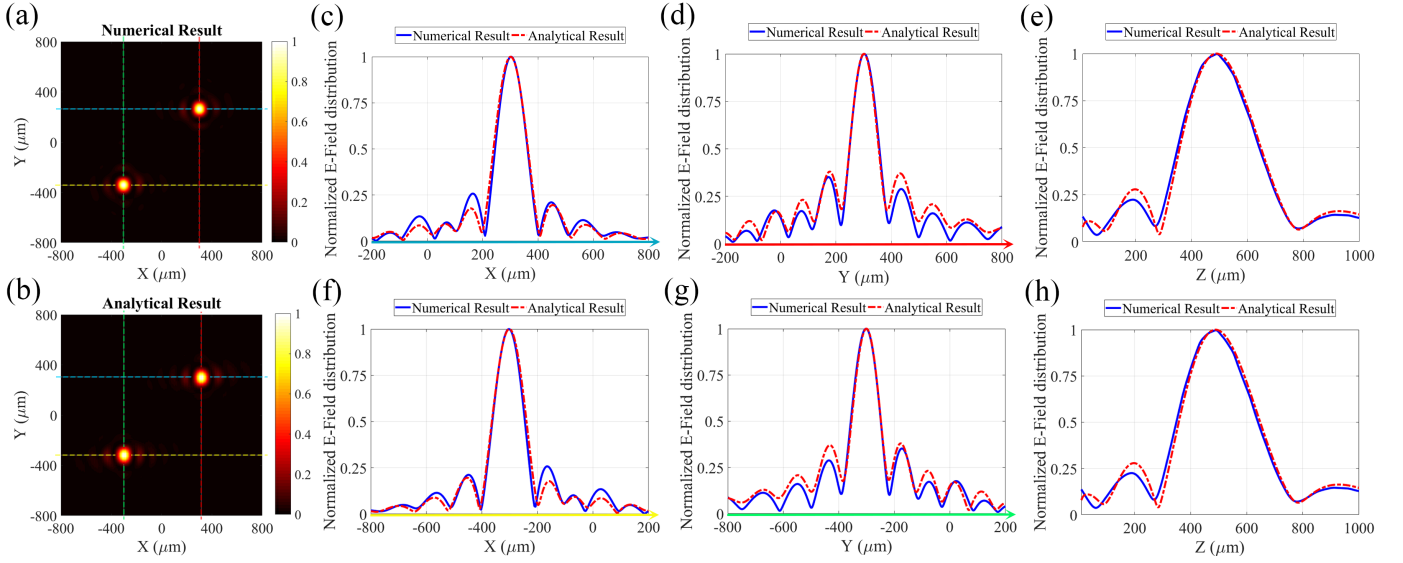 (a)
Numerical Result
800
400
0
-400
-800
Y (μm)
-800 -400 0 400 800
X (μm)
1
0.8
0.6
0.4
0.2
0
(c)
Numerical Result Analytical Result
Normalized E-Field distribution
1
0.75
0.5
0.25
0
-200 0 200 400 600 800
X (μm)
(d)
Numerical Result Analytical Result
Normalized E-Field distribution
1
0.75
0.5
0.25
0
-200 0 200 400 600 800
Y (μm)
(e)
Numerical Result Analytical Result
Normalized E-Field distribution
1
0.75
0.5
0.25
0
200 400 600 800 1000
Z (μm)
(b)
Analytical Result
800
400
0
-400
-800
Y (μm)
-800 -400 0 400 800
X (μm)
1
0.8
0.6
0.4
0.2
0
(f)
Numerical Result Analytical Result
Normalized E-Field distribution
1
0.75
0.5
0.25
0
-800 -600 -400 -200 0 200
X (μm)
(g)
Numerical Result Analytical Result
Normalized E-Field distribution
1
0.75
0.5
0.25
0
-800 -600 -400 -200 0 200
Y (μm)
(h)
Numerical Result Analytical Result
Normalized E-Field distribution
1
0.75
0.5
0.25
0
200 400 600 800 1000
Z (μm)